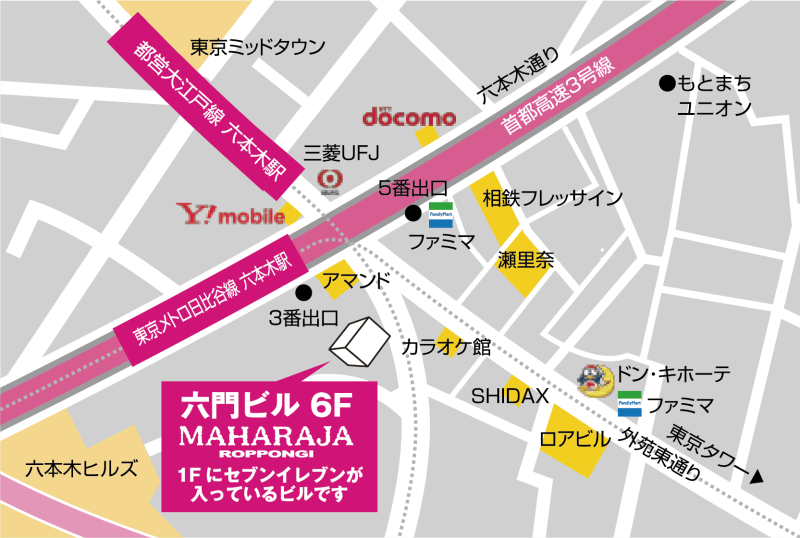 東京ミッドタウン
都営大江戸線 六本木駅
六本木通り
首都高速3号線
もとまち
ユニオン
docomo
三菱UFJ
5番出口
FamilyMart
ファミマ
相鉄フレッサイン
Y!mobile
瀬里奈
東京メトロ日比谷線 六本木駅
アマンド
3番出口
カラオケ館
SHIDAX
ドン・キホーテ
FamilyMart
ファミマ
ロアビル
外苑東通り
東京タワー▲
六門ビル 6F
MAHARAJA
ROPPONGI
1Fにセブンイレブンが
入っているビルです
六本木ヒルズ